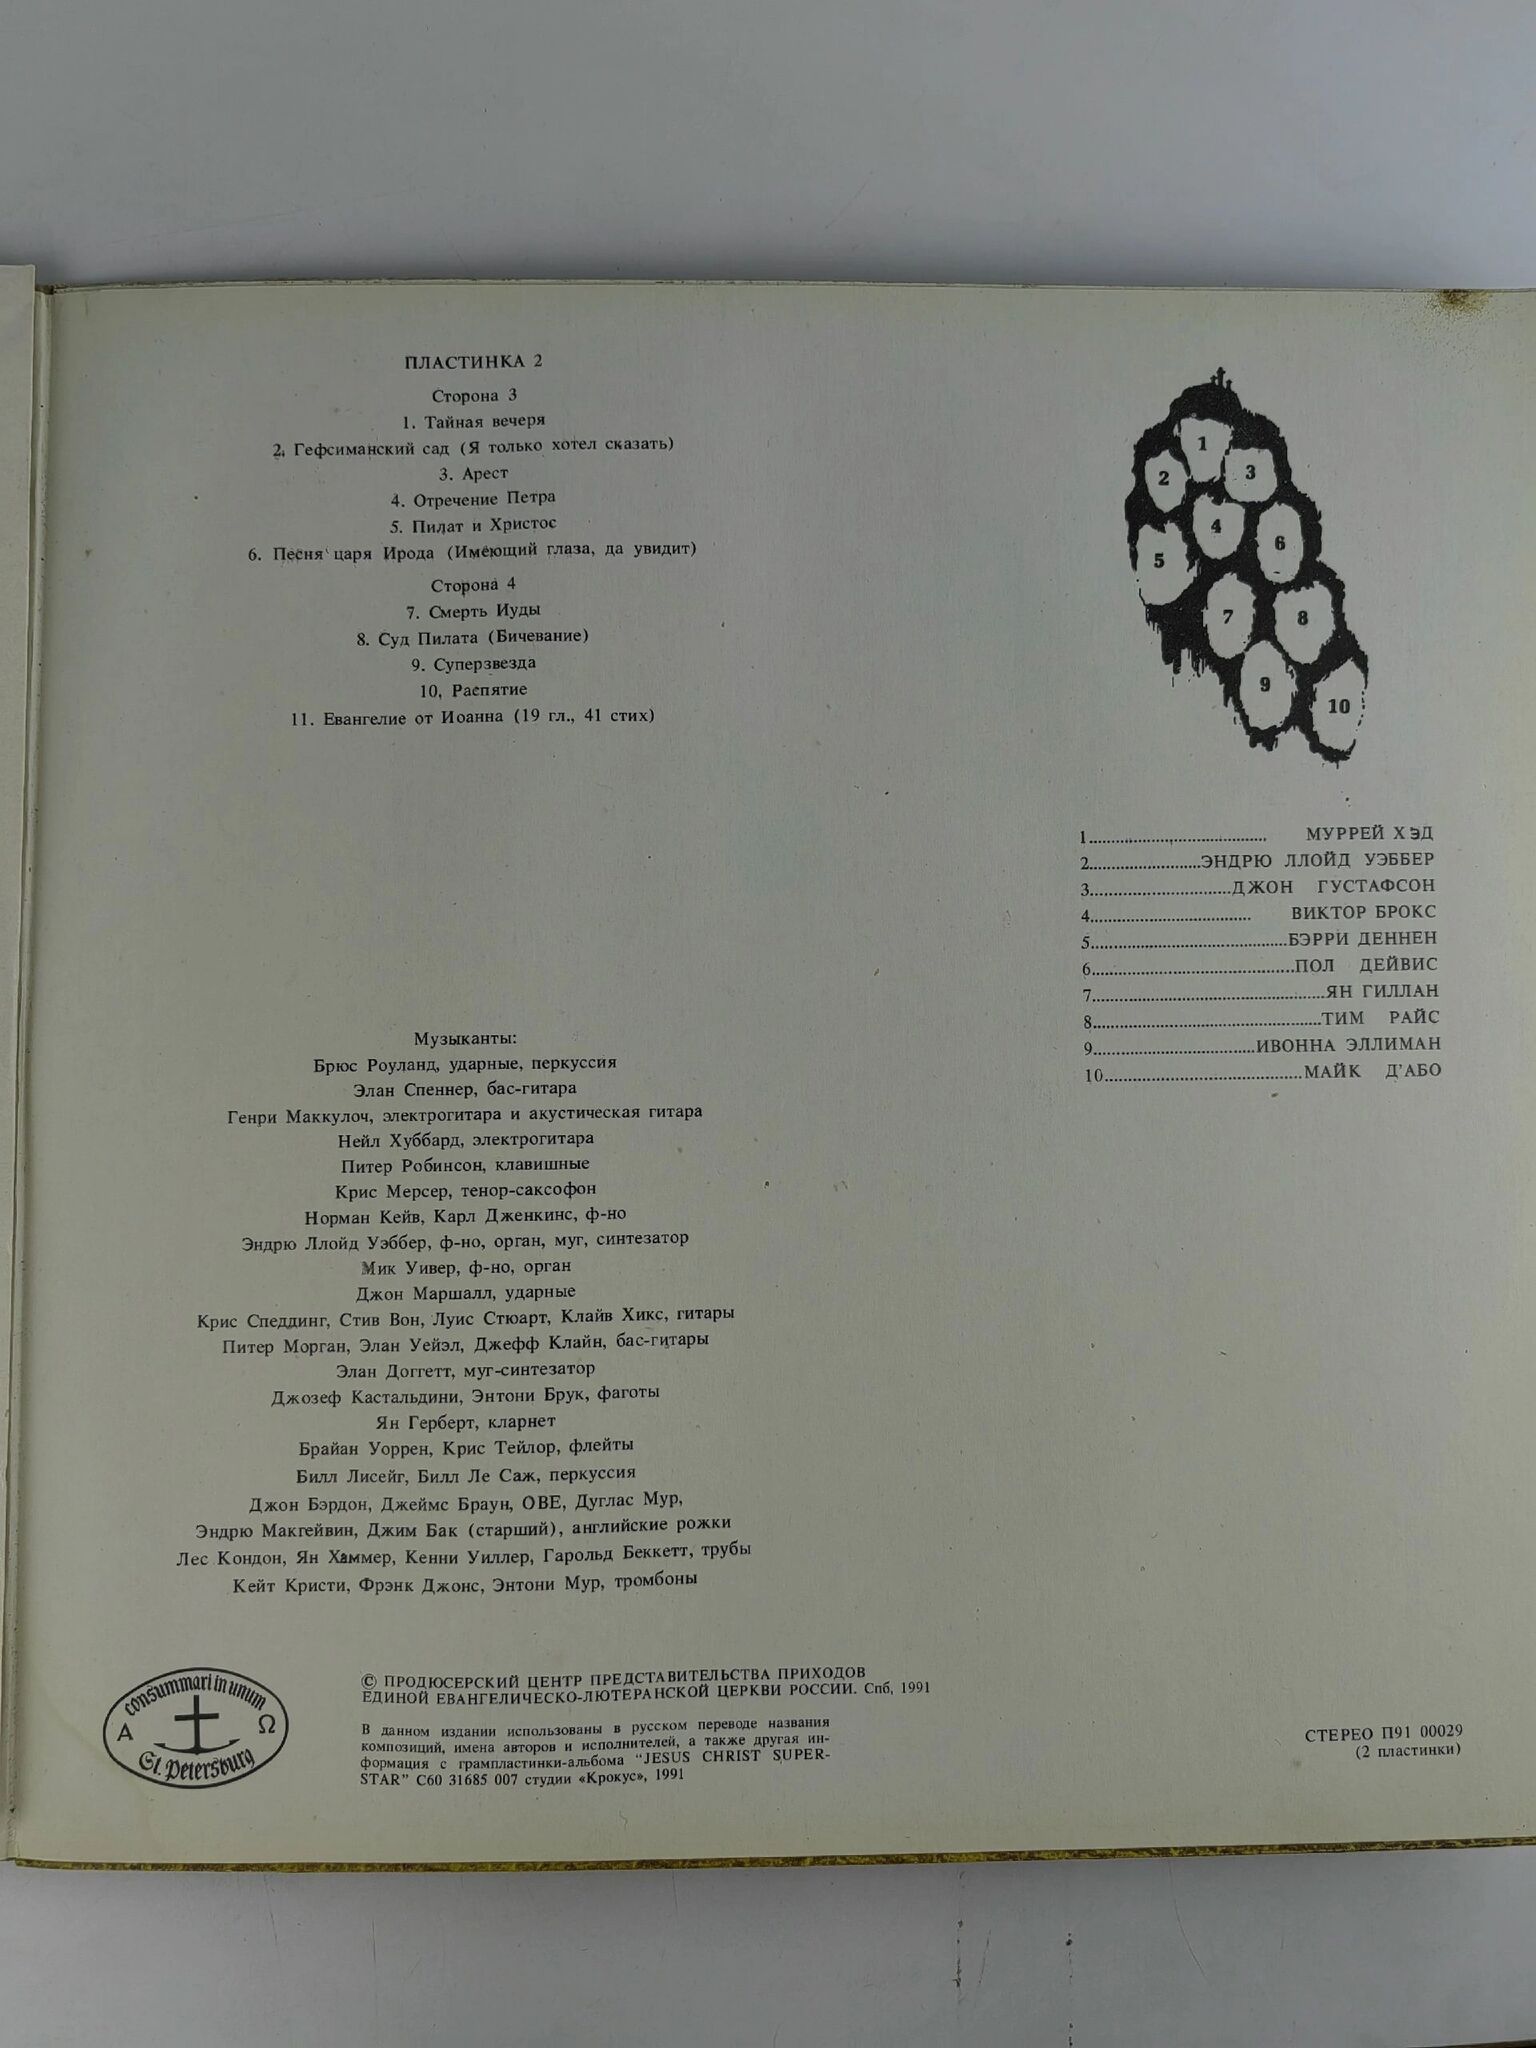 ПЛАСТИНКА 2
Сторона 3
1. Тайная вечеря
2. Гефсиманский сад (Я только хотел сказать)
3. Арест
4. Отречение Петра
5. Пилат и Христос
6. Песня царя Ирода (Имеющий глаза, да увидит)
Сторона 4
7. Смерть Иуды
8. Суд Пилата (Бичевание)
9. Суперзвезда
10, Распятие
11. Евангелие от Иоанна (19 гл., 41 стих)
Музыканты:
Брюс Роуланд, ударные, перкуссия
Элан Спеннер, бас-гитара
Генри Маккулоч, электрогитара и акустическая гитара
Нейл Хуббард, электрогитара
Питер Робинсон, клавишные
Крис Мерсер, тенор-саксофон
Норман Кейв, Карл Дженкинс, ф-но
Эндрю Ллойд Уэббер, ф-но, орган, муг, синтезатор
Мик Уивер, ф-но, орган
Джон Маршалл, ударные
Крис Спеддинг, Стив Вон, Луис Стюарт, Клайв Хикс, гитары
Питер Морган, Элан Уейэл, Джефф Клайн, бас-гитары
Элан Доггетт, муг-синтезатор
Джозеф Кастальдини, Энтони Брук, фаготы
Ян Герберт, кларнет
Брайан Уоррен, Крис Тейлор, флейты
Билл Лисейг, Билл Ле Саж, перкуссия
Джон Бэрдон, Джеймс Браун, ОВЕ, Дуглас Мур,
Эндрю Макгейвин, Джим Бак (старший), английские рожки
Лес Кондон, Ян Хаммер, Кенни Уиллер, Гарольд Беккетт, трубы
Кейт Кристи, Фрэнк Джонс, Энтони Мур, тромбоны
consummari in unum
Α Ω
St. Petersburg
© ПРОДЮСЕРСКИЙ ЦЕНТР ПРЕДСТАВИТЕЛЬСТВА ПРИХОДОВ
ЕДИНОЙ ЕВАНГЕЛИЧЕСКО-ЛЮТЕРАНСКОЙ ЦЕРКВИ РОССИИ. Спб, 1991
В данном издании использованы в русском переводе названия
композиций, имена авторов и исполнителей, а также другая ин-
формация с грампластинки-альбома "JESUS CHRIST SUPER-
STAR" С60 31685 007 студии «Крокус», 1991
1
2
3
4
5
6
7
8
9
10
1........................................ МУРРЕЙ ХЭД
2.........................ЭНДРЮ ЛЛОЙД УЭББЕР
3................................ДЖОН ГУСТАФСОН
4.................................... ВИКТОР БРОКС
5............................................БЭРРИ ДЕННЕН
6..............................................ПОЛ ДЕЙВИС
7....................................................ЯН ГИЛЛАН
8....................................................ТИМ РАЙС
9......................................ИВОННА ЭЛЛИМАН
10............................................МАЙК Д'АБО
СТЕРЕО П91 00029
(2 пластинки)